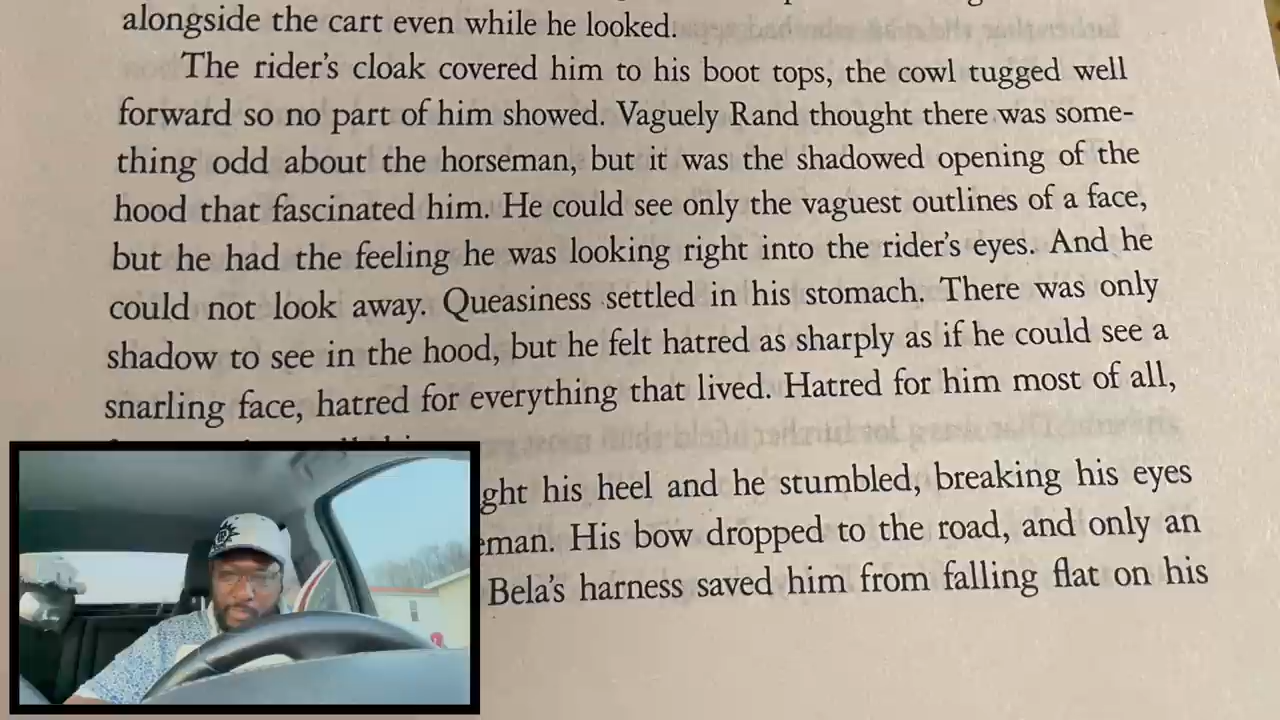 alongside the cart even while he looked.
The rider's cloak covered him to his boot tops, the cowl tugged well
forward so no part of him showed. Vaguely Rand thought there was some-
thing odd about the horseman, but it was the shadowed opening of the
hood that fascinated him. He could see only the vaguest outlines of a face,
but he had the feeling he was looking right into the rider's eyes. And he
could not look away. Queasiness settled in his stomach. There was only
shadow to see in the hood, but he felt hatred as sharply as if he could see a
snarling face, hatred for everything that lived. Hatred for him most of all,
ght his heel and he stumbled, breaking his eyes
eman. His bow dropped to the road, and only an
Bela's harness saved him from falling flat on his